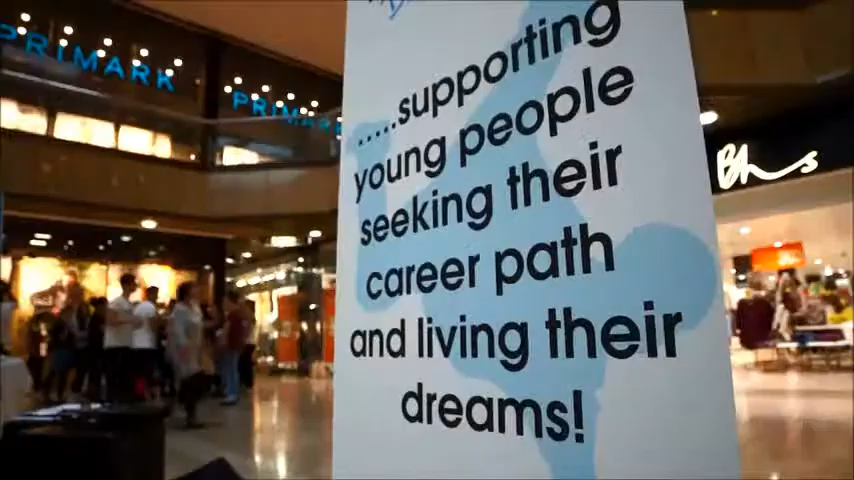 PRIMARK
PRIMARK
.....supporting
young people
seeking their
career path
and living their
dreams!
Bhs